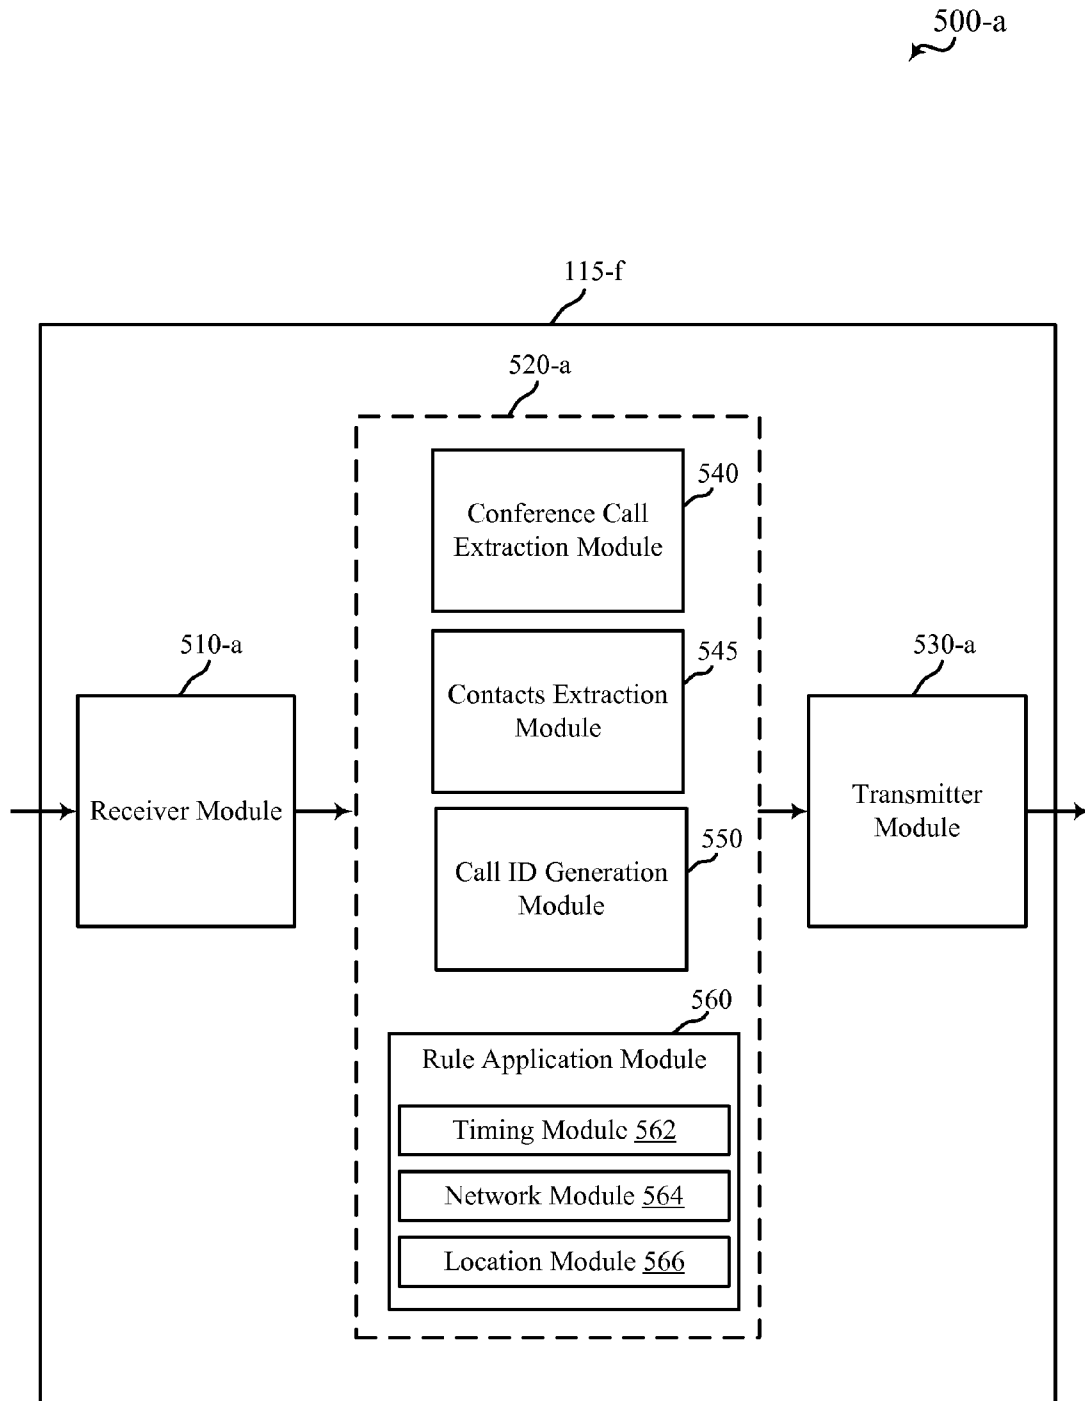 500-a
115-f
520-a
540
Conference Call
Extraction Module
510-a
545
530-a
Receiver Module
Contacts Extraction
Module
Transmitter
Module
550
Call ID Generation
Module
560
Rule Application Module
Timing Module 562
Network Module 564
Location Module 566